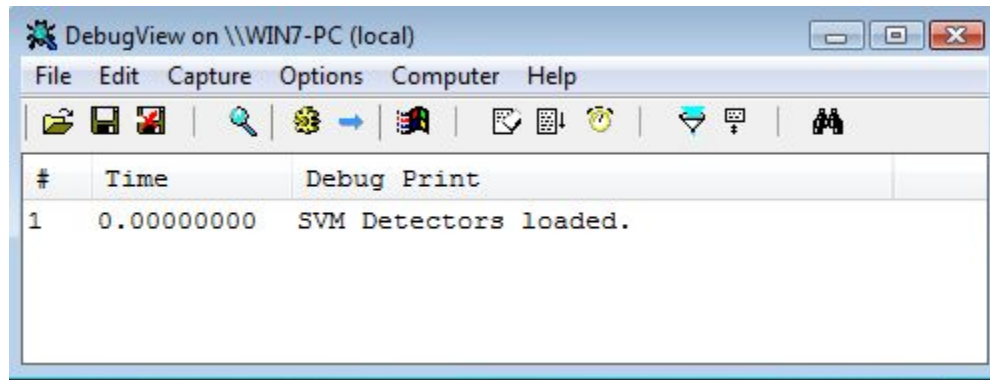 DebugView on \\WIN7-PC (local)
File Edit Capture Options Computer Help
# Time Debug Print
1 0.00000000 SVM Detectors loaded.